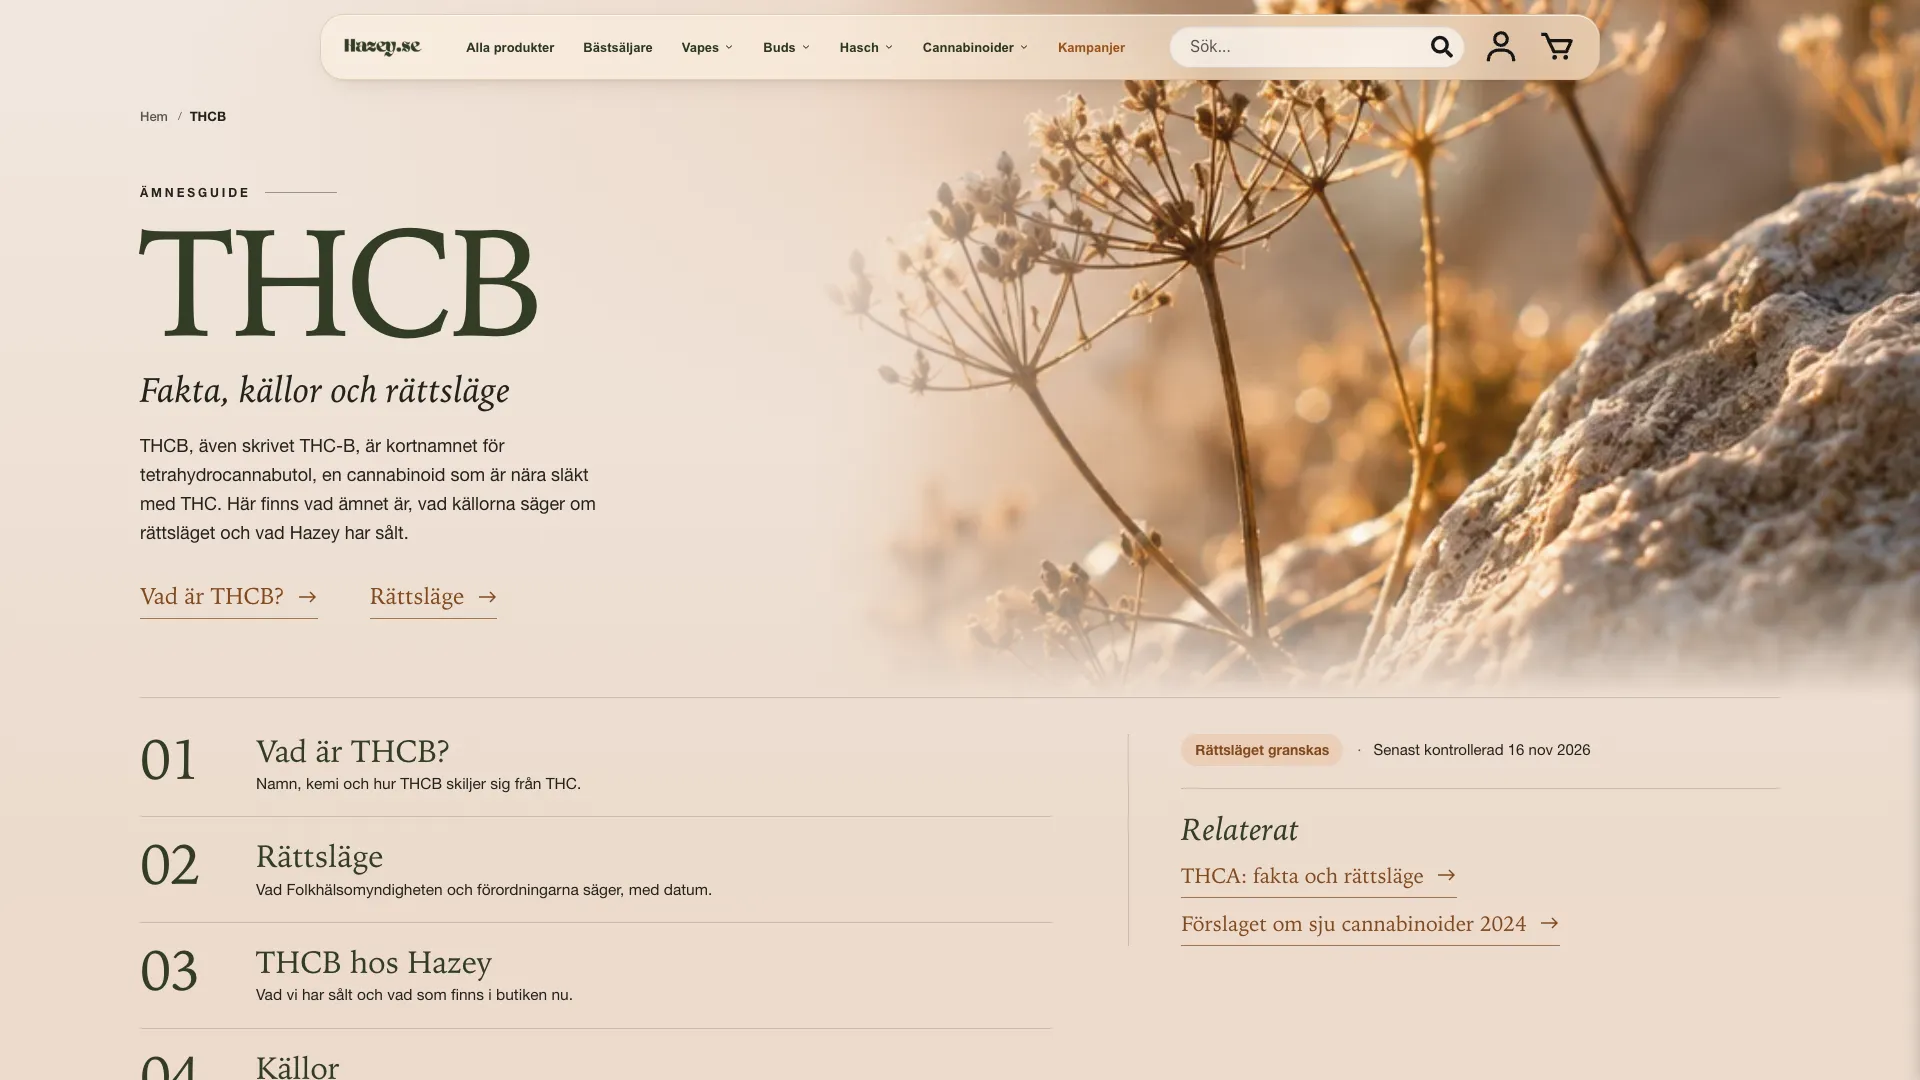 Hazey.se
Alla produkter
Bästsäljare
Vapes
Buds
Hasch
Cannabinoider
Kampanjer
Sök...
Hem / THCB
ÄMNESGUIDE
THCB
Fakta, källor och rättsläge
THCB, även skrivet THC-B, är kortnamnet för
tetrahydrocannabutol, en cannabinoid som är nära släkt
med THC. Här finns vad ämnet är, vad källorna säger om
rättsläget och vad Hazey har sålt.
Vad är THCB? →
Rättsläge →
01
Vad är THCB?
Namn, kemi och hur THCB skiljer sig från THC.
02
Rättsläge
Vad Folkhälsomyndigheten och förordningarna säger, med datum.
03
THCB hos Hazey
Vad vi har sålt och vad som finns i butiken nu.
04
Källor
Rättsläget granskas · Senast kontrollerad 16 nov 2026
Relaterat
THCA: fakta och rättsläge →
Förslaget om sju cannabinoider 2024 →